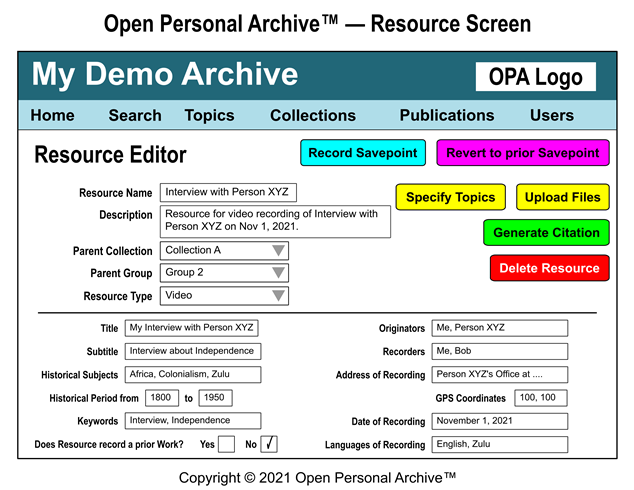 Open Personal Archive™ — Resource Screen
My Demo Archive OPA Logo
Home Search Topics Collections Publications Users
Resource Editor Record Savepoint Revert to prior Savepoint
Resource Name Interview with Person XYZ Specify Topics Upload Files
Description Resource for video recording of Interview with
Person XYZ on Nov 1, 2021.
Generate Citation
Parent Collection Collection A
Parent Group Group 2 Delete Resource
Resource Type Video
Title My Interview with Person XYZ Originators Me, Person XYZ
Subtitle Interview about Independence Recorders Me, Bob
Historical Subjects Africa, Colonialism, Zulu Address of Recording Person XYZ's Office at ....
Historical Period from 1800 to 1950 GPS Coordinates 100, 100
Keywords Interview, Independence Date of Recording November 1, 2021
Does Resource record a prior Work? Yes No √ Languages of Recording English, Zulu
Copyright © 2021 Open Personal Archive™